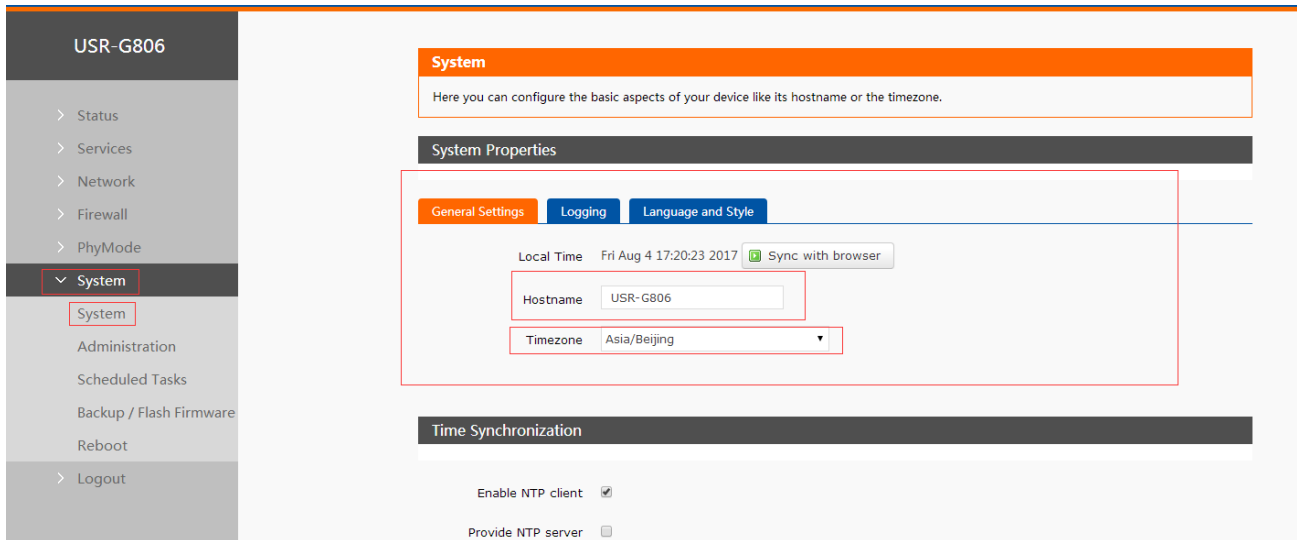 USR-G806
Status
Services
Network
Firewall
PhyMode
System
System
Administration
Scheduled Tasks
Backup / Flash Firmware
Reboot
Logout
System
Here you can configure the basic aspects of your device like its hostname or the timezone.
System Properties
General Settings Logging Language and Style
Local Time Fri Aug 4 17:20:23 2017 Sync with browser
Hostname USR-G806
Timezone Asia/Beijing
Time Synchronization
Enable NTP client
Provide NTP server